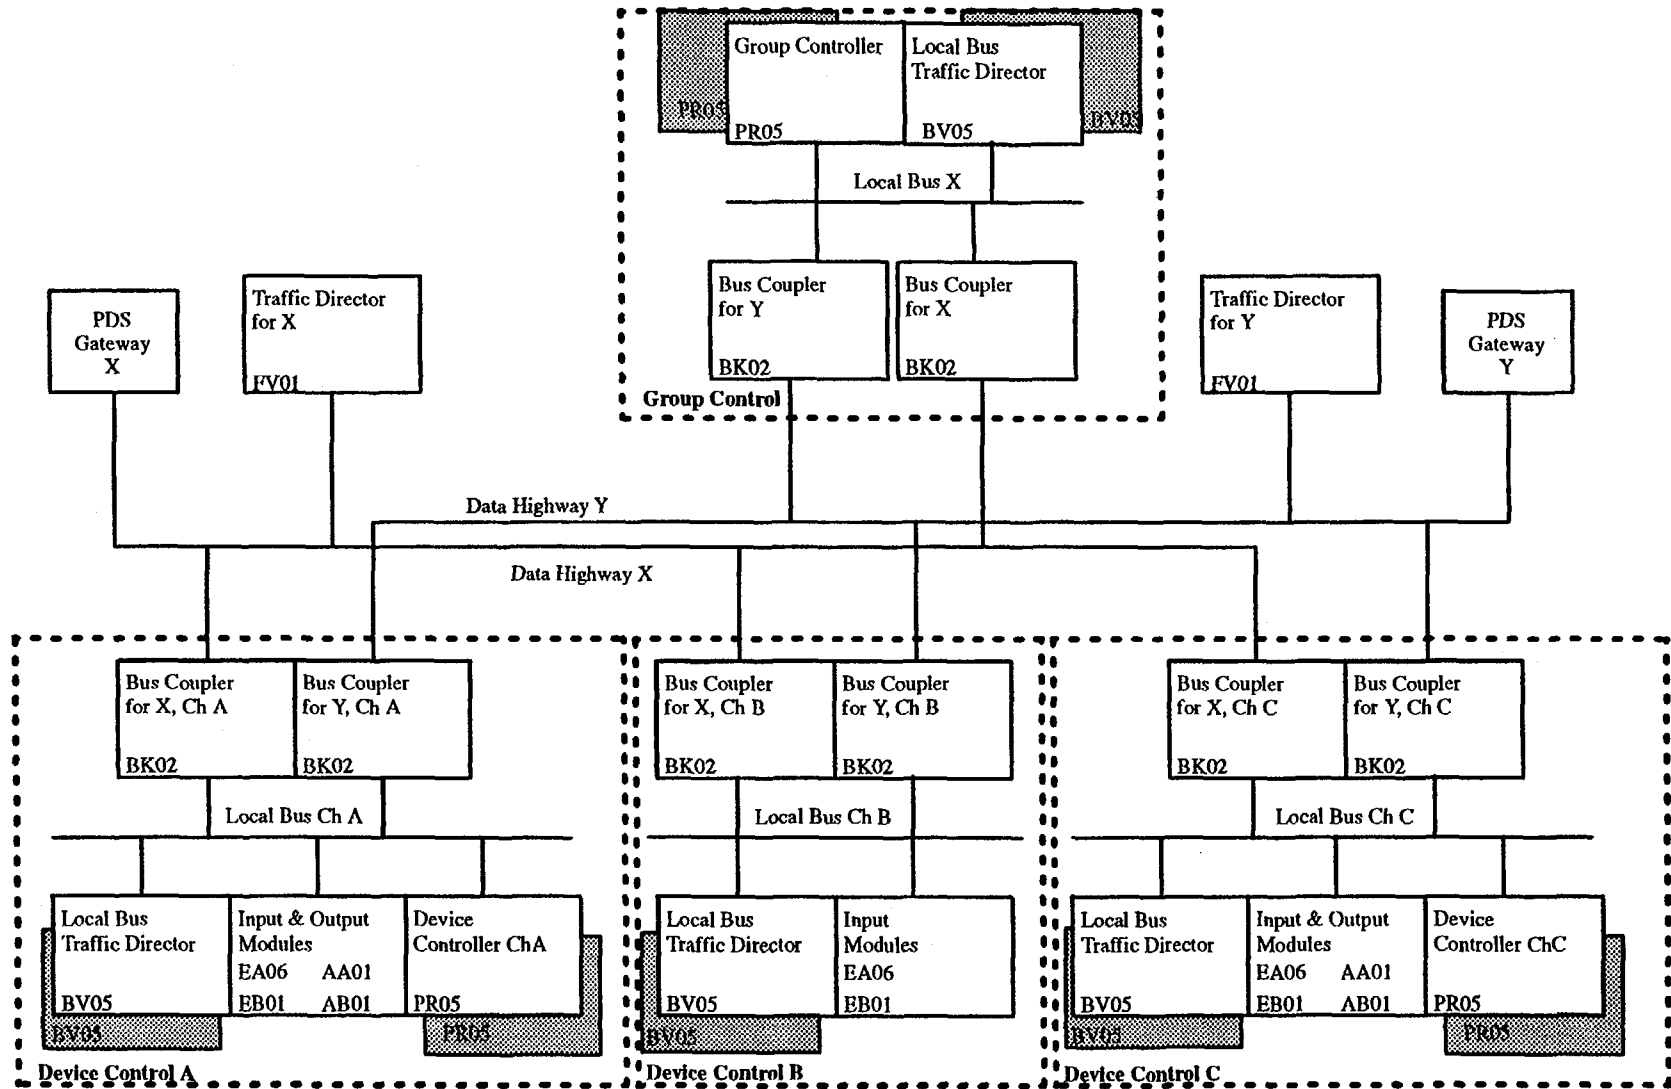 Group Controller
PR05
PR05
Local Bus
Traffic Director
BV05
BV05
Local Bus X
Bus Coupler
for Y
BK02
Bus Coupler
for X
BK02
Group Control
PDS
Gateway
X
Traffic Director
for X
FV01
Traffic Director
for Y
FV01
PDS
Gateway
Y
Data Highway Y
Data Highway X
Bus Coupler
for X, Ch A
BK02
Bus Coupler
for Y, Ch A
BK02
Local Bus Ch A
Local Bus
Traffic Director
BV05
BV05
Input & Output
Modules
EA06 AA01
EB01 AB01
Device
Controller ChA
PR05
PR05
Device Control A
Bus Coupler
for X, Ch B
BK02
Bus Coupler
for Y, Ch B
BK02
Local Bus Ch B
Local Bus
Traffic Director
BV05
BV05
Input
Modules
EA06
EB01
Device Control B
Bus Coupler
for X, Ch C
BK02
Bus Coupler
for Y, Ch C
BK02
Local Bus Ch C
Local Bus
Traffic Director
BV05
BV05
Input & Output
Modules
EA06 AA01
EB01 AB01
Device
Controller ChC
PR05
PR05
Device Control C